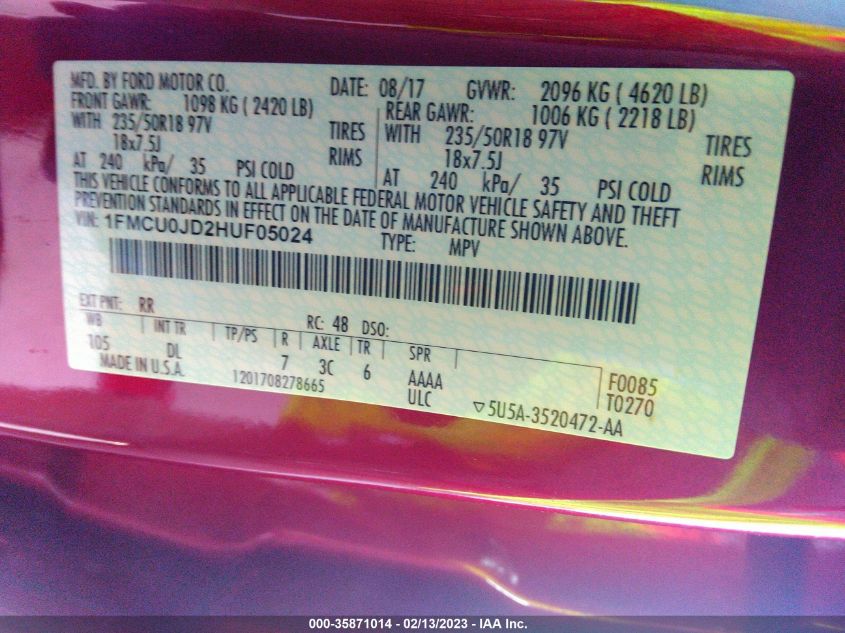 MFD. BY FORD MOTOR CO. DATE: 08/17 GVWR: 2096 KG ( 4620 LB)
FRONT GAWR: 1098 KG ( 2420 LB) REAR GAWR: 1006 KG ( 2218 LB)
WITH 235/50R18 97V TIRES WITH 235/50R18 97V TIRES
18x7.5J RIMS 18x7.5J RIMS
AT 240 kPa/ 35 PSI COLD AT 240 kPa/ 35 PSI COLD
THIS VEHICLE CONFORMS TO ALL APPLICABLE FEDERAL MOTOR VEHICLE SAFETY AND THEFT
PREVENTION STANDARDS IN EFFECT ON THE DATE OF MANUFACTURE SHOWN ABOVE.
VIN: 1FMCU0JD2HUF05024 TYPE: MPV
EXT PNT: RR RC: 48 DSO:
WB INT TR TP/PS R AXLE TR SPR
105 DL 7 3C 6 AAAA F0085
MADE IN U.S.A. 1201708278665 ULC T0270
▽5U5A-3520472-AA
000-35871014 - 02/13/2023 - IAA Inc.